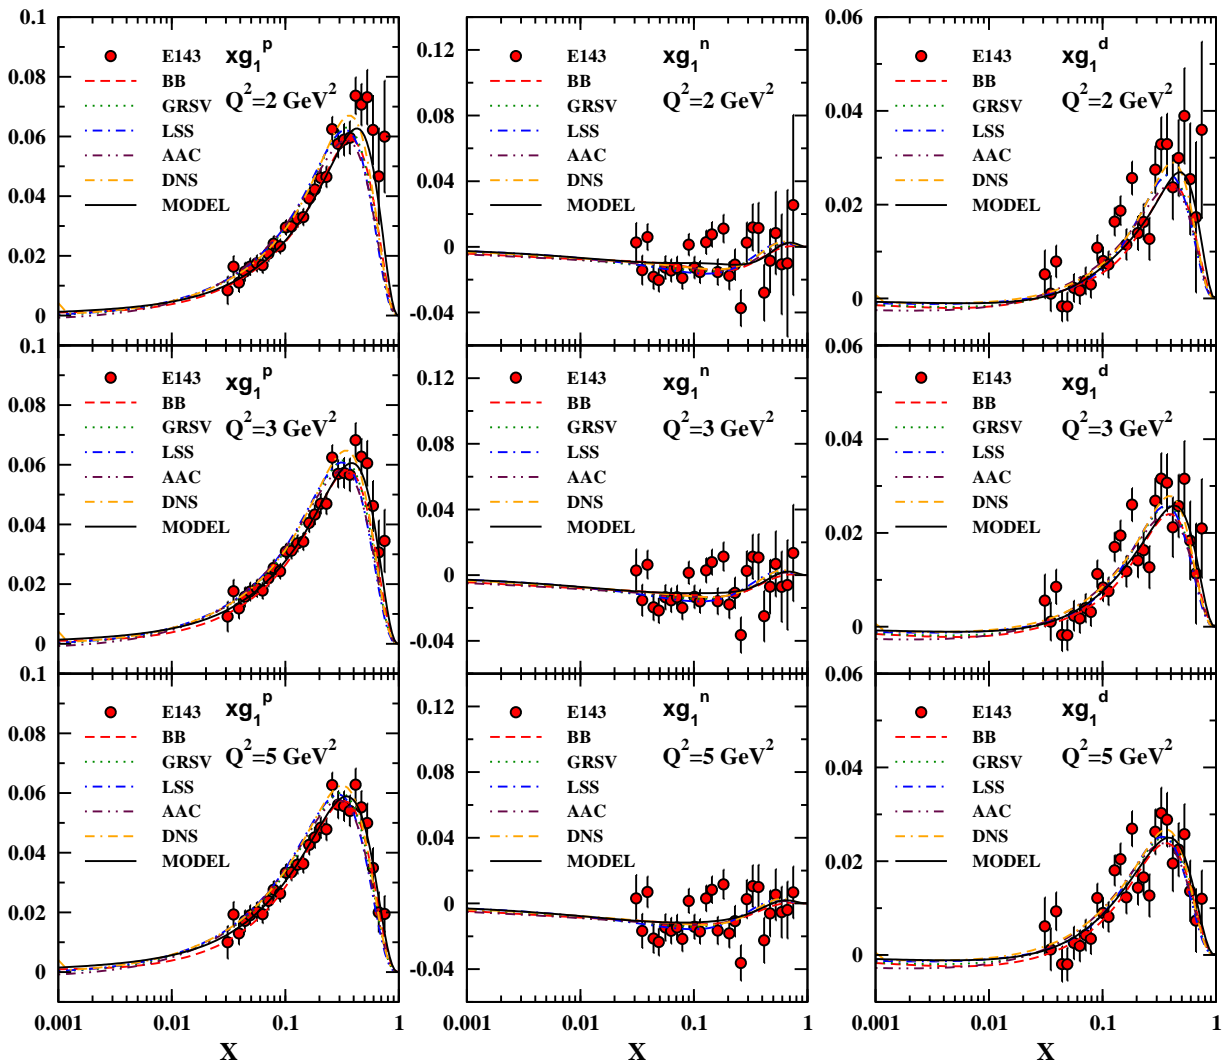 0.1
0.08
0.06
0.04
0.02
0
E143
BB
GRSV
LSS
AAC
DNS
MODEL
xg₁ᵖ
Q²=2 GeV²
0.12
0.08
0.04
0
-0.04
E143
BB
GRSV
LSS
AAC
DNS
MODEL
xg₁ⁿ
Q²=2 GeV²
0.06
0.04
0.02
0
E143
BB
GRSV
LSS
AAC
DNS
MODEL
xg₁ᵈ
Q²=2 GeV²
0.1
0.08
0.06
0.04
0.02
0
E143
BB
GRSV
LSS
AAC
DNS
MODEL
xg₁ᵖ
Q²=3 GeV²
0.12
0.08
0.04
0
-0.04
E143
BB
GRSV
LSS
AAC
DNS
MODEL
xg₁ⁿ
Q²=3 GeV²
0.06
0.04
0.02
0
E143
BB
GRSV
LSS
AAC
DNS
MODEL
xg₁ᵈ
Q²=3 GeV²
0.1
0.08
0.06
0.04
0.02
0
E143
BB
GRSV
LSS
AAC
DNS
MODEL
xg₁ᵖ
Q²=5 GeV²
0.12
0.08
0.04
0
-0.04
E143
BB
GRSV
LSS
AAC
DNS
MODEL
xg₁ⁿ
Q²=5 GeV²
0.06
0.04
0.02
0
E143
BB
GRSV
LSS
AAC
DNS
MODEL
xg₁ᵈ
Q²=5 GeV²
0.001 0.01 0.1 1
0.001 0.01 0.1 1
0.001 0.01 0.1 1
X X X